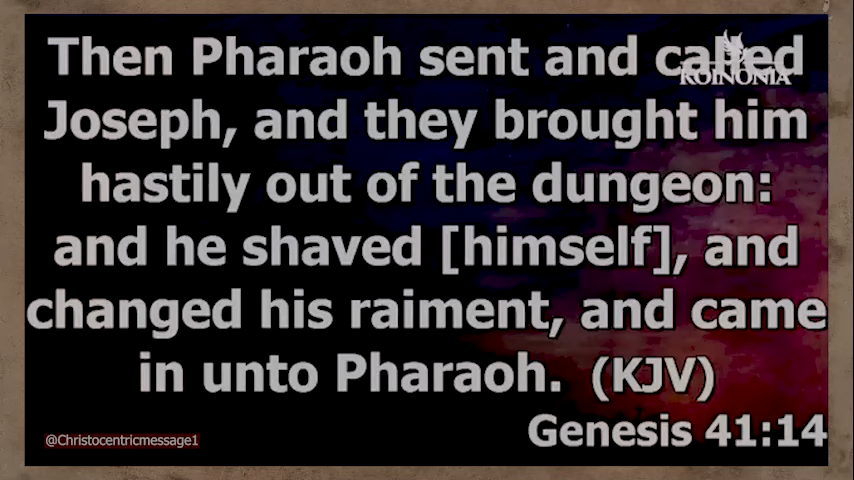 Then Pharaoh sent and called
KOINONIA
Joseph, and they brought him
hastily out of the dungeon:
and he shaved [himself], and
changed his raiment, and came
in unto Pharaoh. (KJV)
Genesis 41:14
@Christocentricmessage1